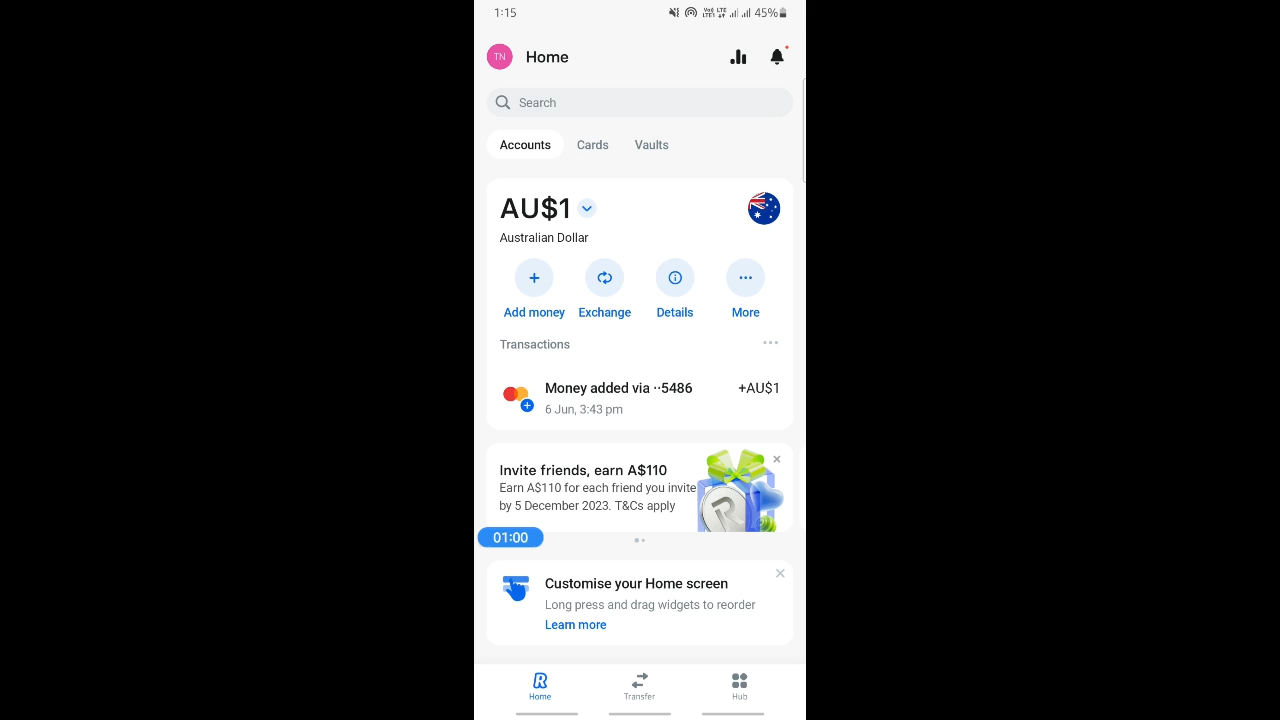 1:15
45%
TN
Home
Search
Accounts Cards Vaults
AU$1
Australian Dollar
Add money Exchange Details More
Transactions
Money added via ··5486 +AU$1
6 Jun, 3:43 pm
Invite friends, earn A$110
Earn A$110 for each friend you invite
by 5 December 2023. T&Cs apply
R
01:00
Customise your Home screen
Long press and drag widgets to reorder
Learn more
R
Home Transfer Hub